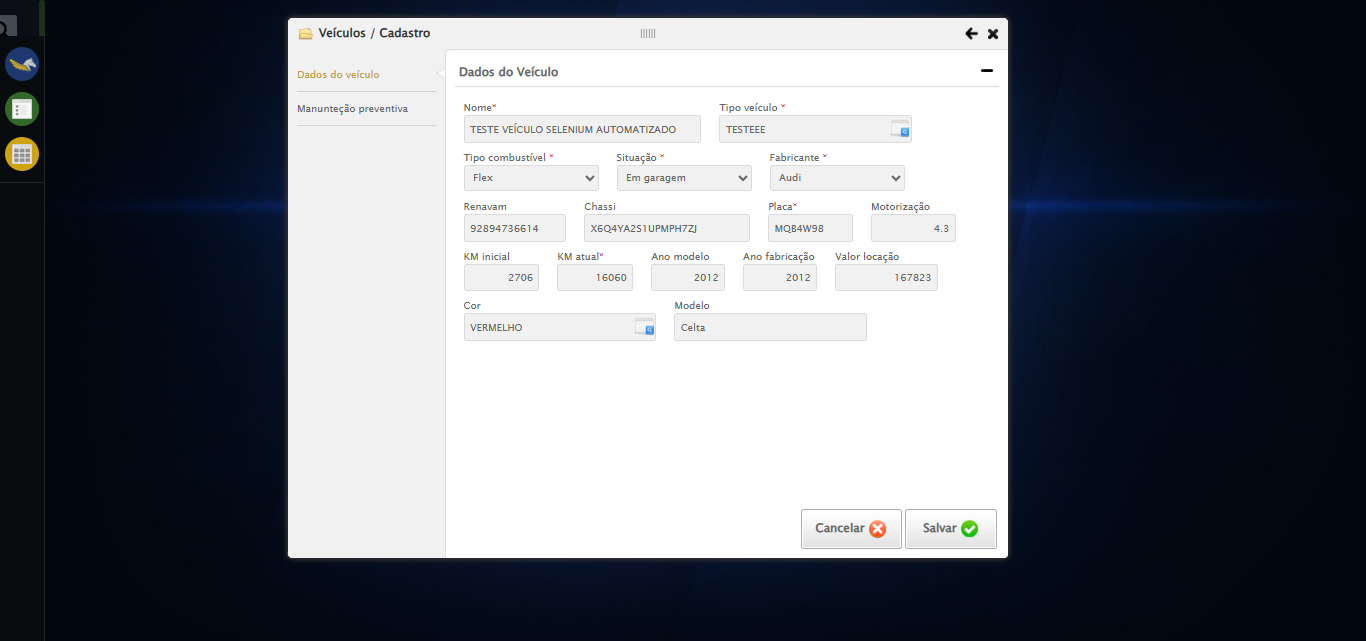 Veículos / Cadastro
Dados do veículo
Manunteção preventiva
Dados do Veículo
Nome* Tipo veículo *
TESTE VEÍCULO SELENIUM AUTOMATIZADO TESTEEE
Tipo combustível * Situação * Fabricante *
Flex Em garagem Audi
Renavam Chassi Placa* Motorização
92894736614 X6Q4YA2S1UPMPH7ZJ MQB4W98 4.3
KM inicial KM atual* Ano modelo Ano fabricação Valor locação
2706 16060 2012 2012 167823
Cor Modelo
VERMELHO Celta
Cancelar Salvar